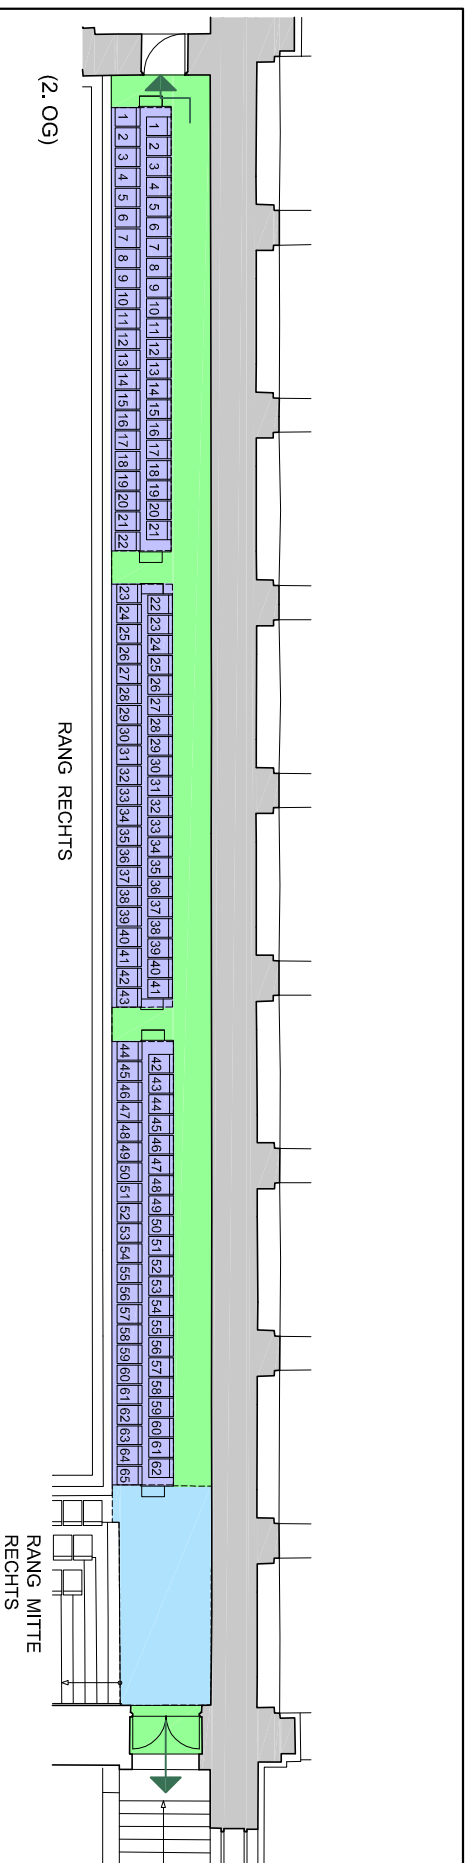 (2. OG)
1 2 3 4 5 6 7 8 9 10 11 12 13 14 15 16 17 18 19 20 21
1 2 3 4 5 6 7 8 9 10 11 12 13 14 15 16 17 18 19 20 21 22
22 23 24 25 26 27 28 29 30 31 32 33 34 35 36 37 38 39 40 41
23 24 25 26 27 28 29 30 31 32 33 34 35 36 37 38 39 40 41 42 43
42 43 44 45 46 47 48 49 50 51 52 53 54 55 56 57 58 59 60 61 62
44 45 46 47 48 49 50 51 52 53 54 55 56 57 58 59 60 61 62 63 64 65
RANG RECHTS
RANG MITTE
RECHTS